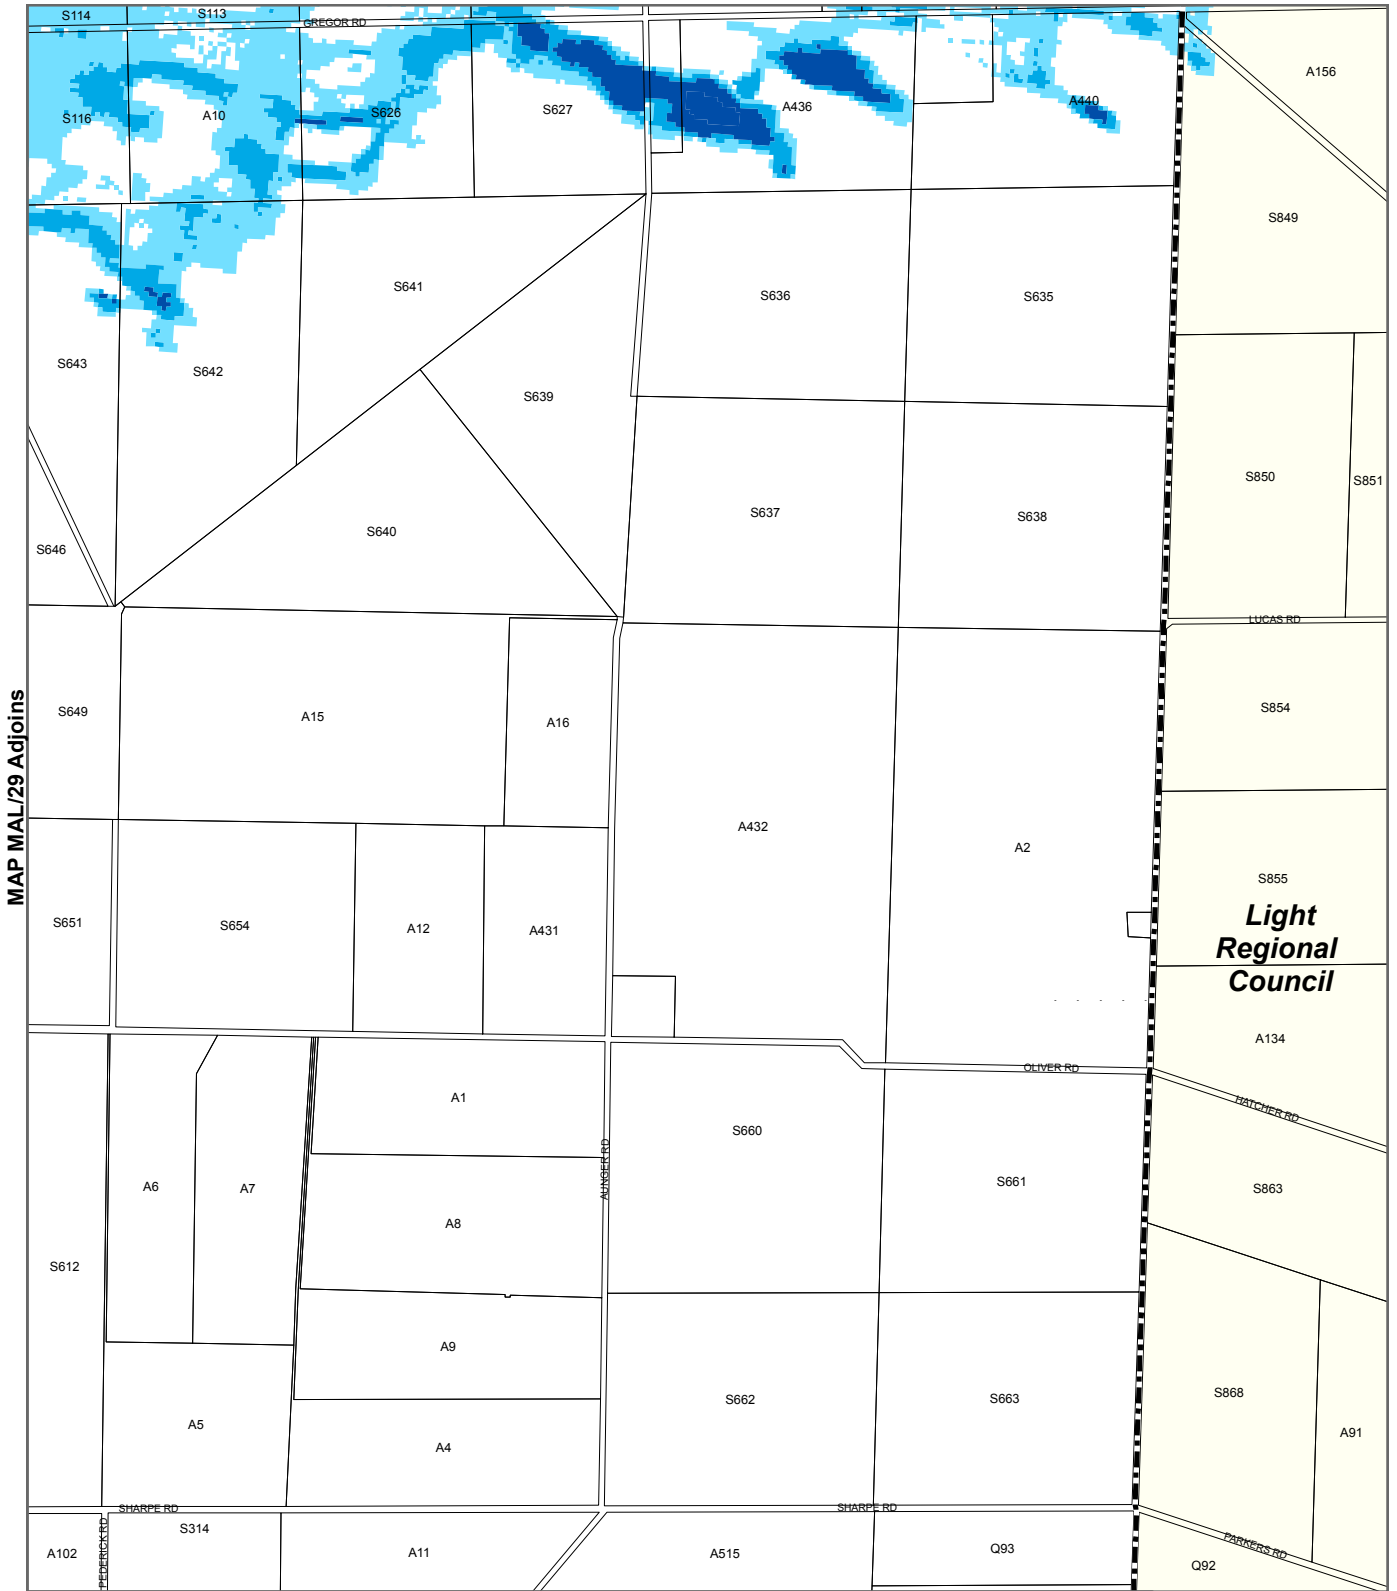 S114
S113
GREGOR RD
A156
S116
A10
S626
S627
A436
A440
S849
S641
S636
S635
S643
S642
S639
S850
S851
S637
S638
S646
S640
LUCAS RD
S649
A15
A16
S854
MAP MAL/29 Adjoins
A432
A2
S855
S651
S654
A12
A431
Light
Regional
Council
A134
OLIVER RD
A1
HATCHER RD
S660
AUNGER RD
S661
A6
A7
S863
A8
S612
A9
S662
S663
S868
A5
A4
A91
SHARPE RD
SHARPE RD
S314
PEDERICK RD
A102
A11
A515
Q93
PARKERS RD
Q92